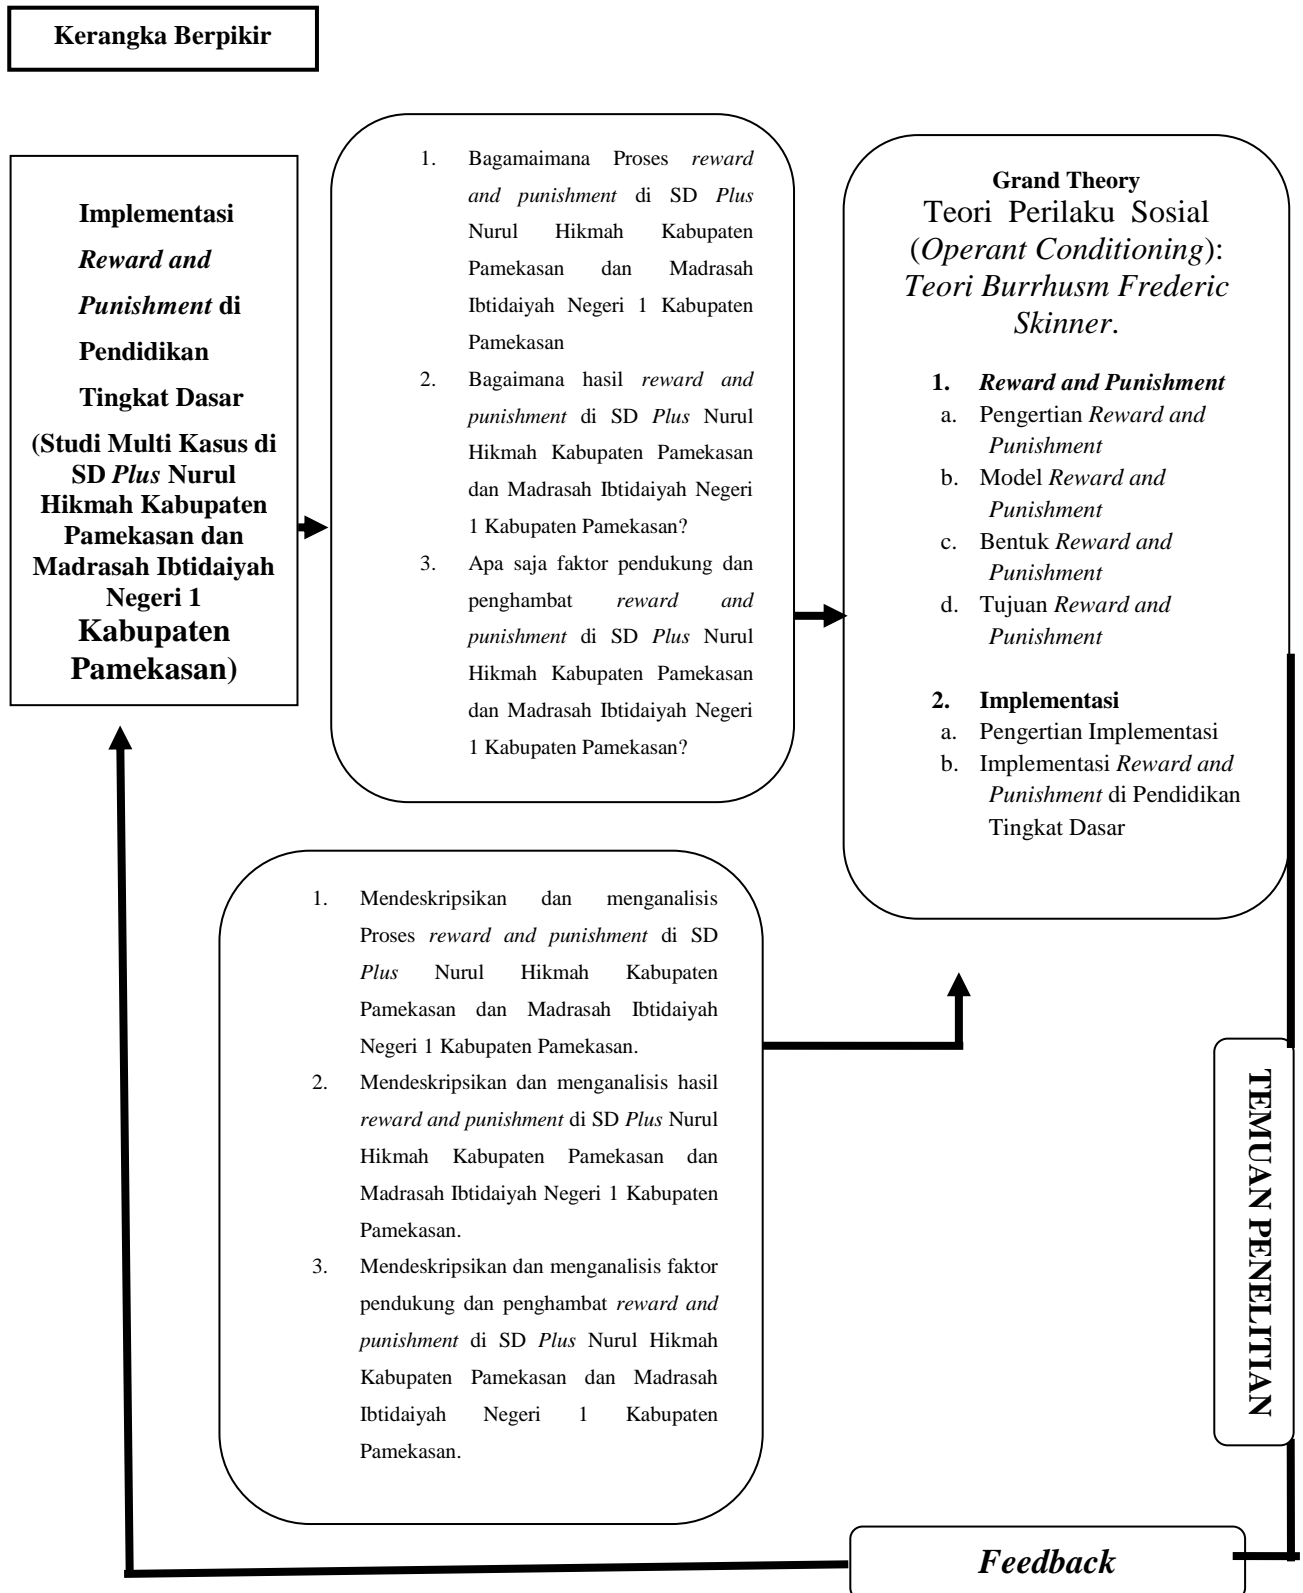 Kerangka Berpikir
Implementasi
Reward and
Punishment di
Pendidikan
Tingkat Dasar
(Studi Multi Kasus di
SD Plus Nurul
Hikmah Kabupaten
Pamekasan dan
Madrasah Ibtidaiyah
Negeri 1
Kabupaten
Pamekasan)
1. Bagamaimana Proses reward
and punishment di SD Plus
Nurul Hikmah Kabupaten
Pamekasan dan Madrasah
Ibtidaiyah Negeri 1 Kabupaten
Pamekasan
2. Bagaimana hasil reward and
punishment di SD Plus Nurul
Hikmah Kabupaten Pamekasan
dan Madrasah Ibtidaiyah Negeri
1 Kabupaten Pamekasan?
3. Apa saja faktor pendukung dan
penghambat reward and
punishment di SD Plus Nurul
Hikmah Kabupaten Pamekasan
dan Madrasah Ibtidaiyah Negeri
1 Kabupaten Pamekasan?
Grand Theory
Teori Perilaku Sosial
(Operant Conditioning):
Teori Burrhusm Frederic
Skinner.
1. Reward and Punishment
a. Pengertian Reward and
Punishment
b. Model Reward and
Punishment
c. Bentuk Reward and
Punishment
d. Tujuan Reward and
Punishment
2. Implementasi
a. Pengertian Implementasi
b. Implementasi Reward and
Punishment di Pendidikan
Tingkat Dasar
1. Mendeskripsikan dan menganalisis
Proses reward and punishment di SD
Plus Nurul Hikmah Kabupaten
Pamekasan dan Madrasah Ibtidaiyah
Negeri 1 Kabupaten Pamekasan.
2. Mendeskripsikan dan menganalisis hasil
reward and punishment di SD Plus Nurul
Hikmah Kabupaten Pamekasan dan
Madrasah Ibtidaiyah Negeri 1 Kabupaten
Pamekasan.
3. Mendeskripsikan dan menganalisis faktor
pendukung dan penghambat reward and
punishment di SD Plus Nurul Hikmah
Kabupaten Pamekasan dan Madrasah
Ibtidaiyah Negeri 1 Kabupaten
Pamekasan.
TEMUAN PENELITIAN
Feedback